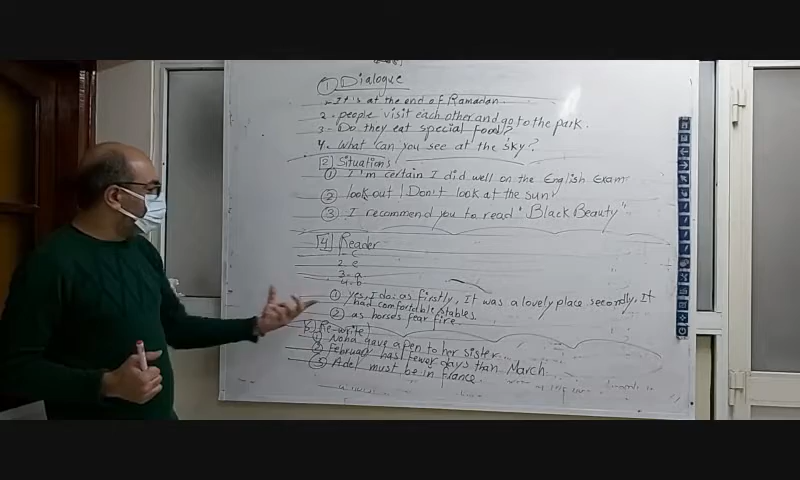 ① Dialogue
1. It's at the end of Ramadan.
2. people visit each other and go to the park.
3. Do they eat special food?
4. What can you see at the sky?
2 Situations
① I'm certain I did well on the English Exam
② look out! Don't look at the sun
③ I recommend you to read "Black Beauty"
4 Reader
1- c
2. e
3. a
4. b
① yes, I do. as firstly, It was a lovely place secondly, It
had comfortable stables
② as horses fear fire.
B. Re-write)
① Noha gave a pen to her sister.
② February has fewer days than March
③ Adel must be in France